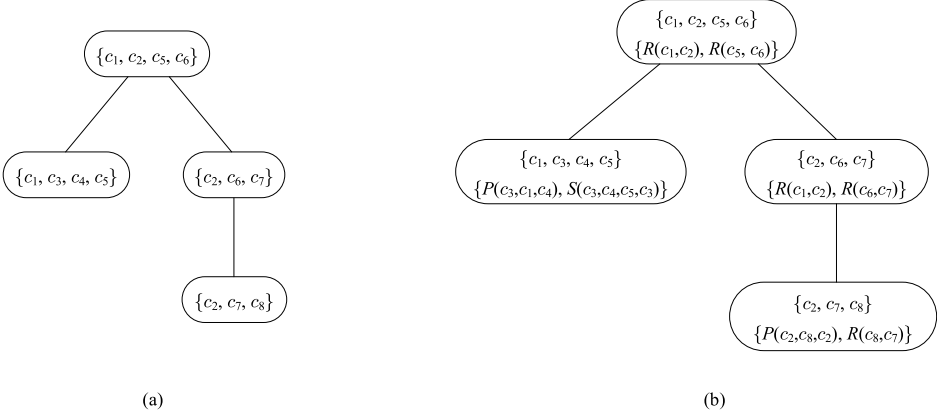 {c₁, c₂, c₅, c₆}
{c₁, c₃, c₄, c₅}
{c₂, c₆, c₇}
{c₂, c₇, c₈}
(a)
{c₁, c₂, c₅, c₆}
{R(c₁,c₂), R(c₅, c₆)}
{c₁, c₃, c₄, c₅}
{P(c₃,c₁,c₄), S(c₃,c₄,c₅,c₃)}
{c₂, c₆, c₇}
{R(c₁,c₂), R(c₆,c₇)}
{c₂, c₇, c₈}
{P(c₂,c₈,c₂), R(c₈,c₇)}
(b)